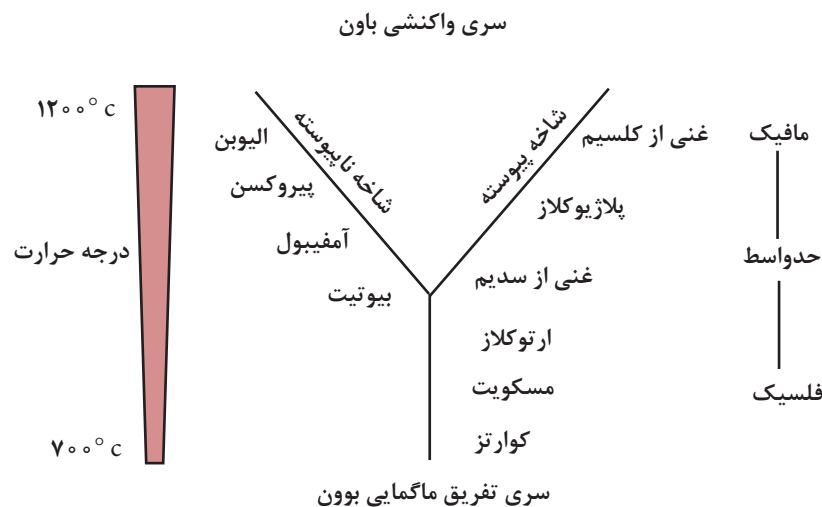 سری واکنشی باون
۱۲۰۰° c
درجه حرارت
۷۰۰° c
شاخه ناپیوسته
الیوبن
پیروکسن
آمفیبول
بیوتیت
شاخه پیوسته
غنی از کلسیم
پلاژیوکلاز
غنی از سدیم
ارتوکلاز
مسکویت
کوارتز
مافیک
حدواسط
فلسیک
سری تفریق ماگمایی بوون